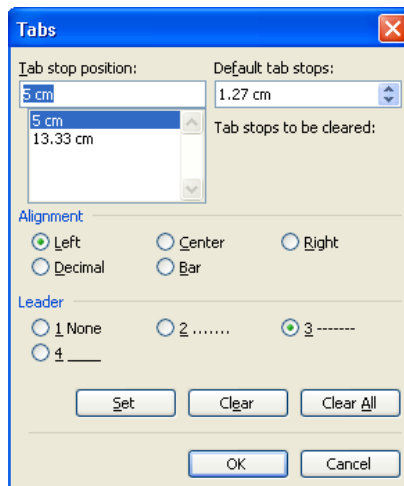 Tabs
Tab stop position: Default tab stops:
5 cm 1.27 cm
5 cm Tab stops to be cleared:
13.33 cm
Alignment
Left Center Right
Decimal Bar
Leader
1 None 2 ....... 3 -------
4 ____
Set Clear Clear All
OK Cancel